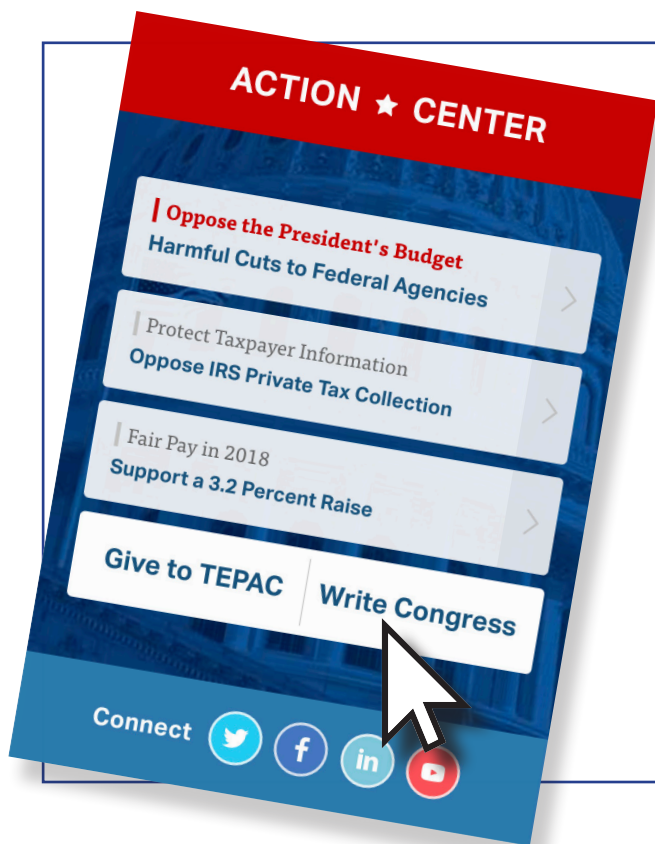 ACTION ★ CENTER
Oppose the President's Budget
Harmful Cuts to Federal Agencies
Protect Taxpayer Information
Oppose IRS Private Tax Collection
Fair Pay in 2018
Support a 3.2 Percent Raise
Give to TEPAC
Write Congress
Connect